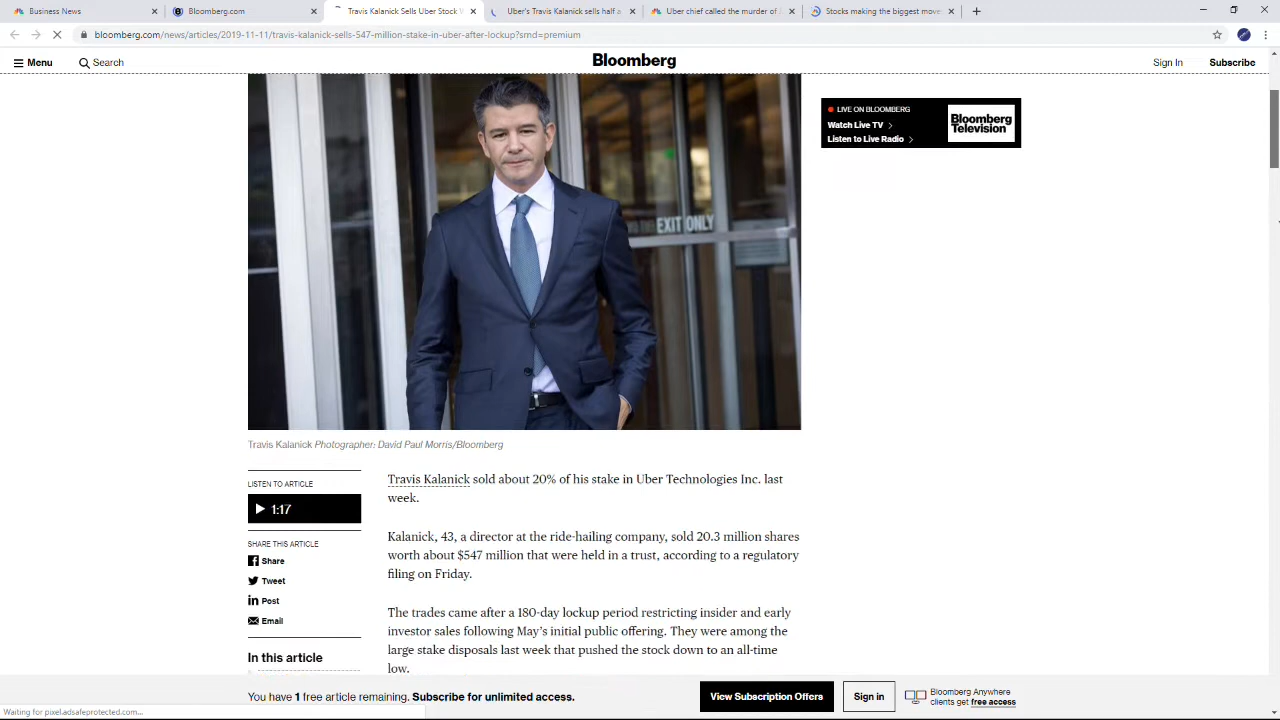 Business News
Bloomberg.com
Travis Kalanick Sells Uber Stock
Uber's Travis Kalanick sells half a
Uber chief called the murder of
Stocks making the biggest move
bloomberg.com/news/articles/2019-11-11/travis-kalanick-sells-547-million-stake-in-uber-after-lockup?srnd=premium
Menu
Search
Bloomberg
Sign In
Subscribe
EXIT ONLY
LIVE ON BLOOMBERG
Watch Live TV
Listen to Live Radio
Bloomberg
Television
Travis Kalanick Photographer: David Paul Morris/Bloomberg
LISTEN TO ARTICLE
1:17
SHARE THIS ARTICLE
Share
Tweet
Post
Email
In this article
Travis Kalanick sold about 20% of his stake in Uber Technologies Inc. last
week.
Kalanick, 43, a director at the ride-hailing company, sold 20.3 million shares
worth about $547 million that were held in a trust, according to a regulatory
filing on Friday.
The trades came after a 180-day lockup period restricting insider and early
investor sales following May's initial public offering. They were among the
large stake disposals last week that pushed the stock down to an all-time
low.
You have 1 free article remaining. Subscribe for unlimited access.
View Subscription Offers
Sign in
Bloomberg Anywhere
clients get free access
Waiting for pixel.adsafeprotected.com...